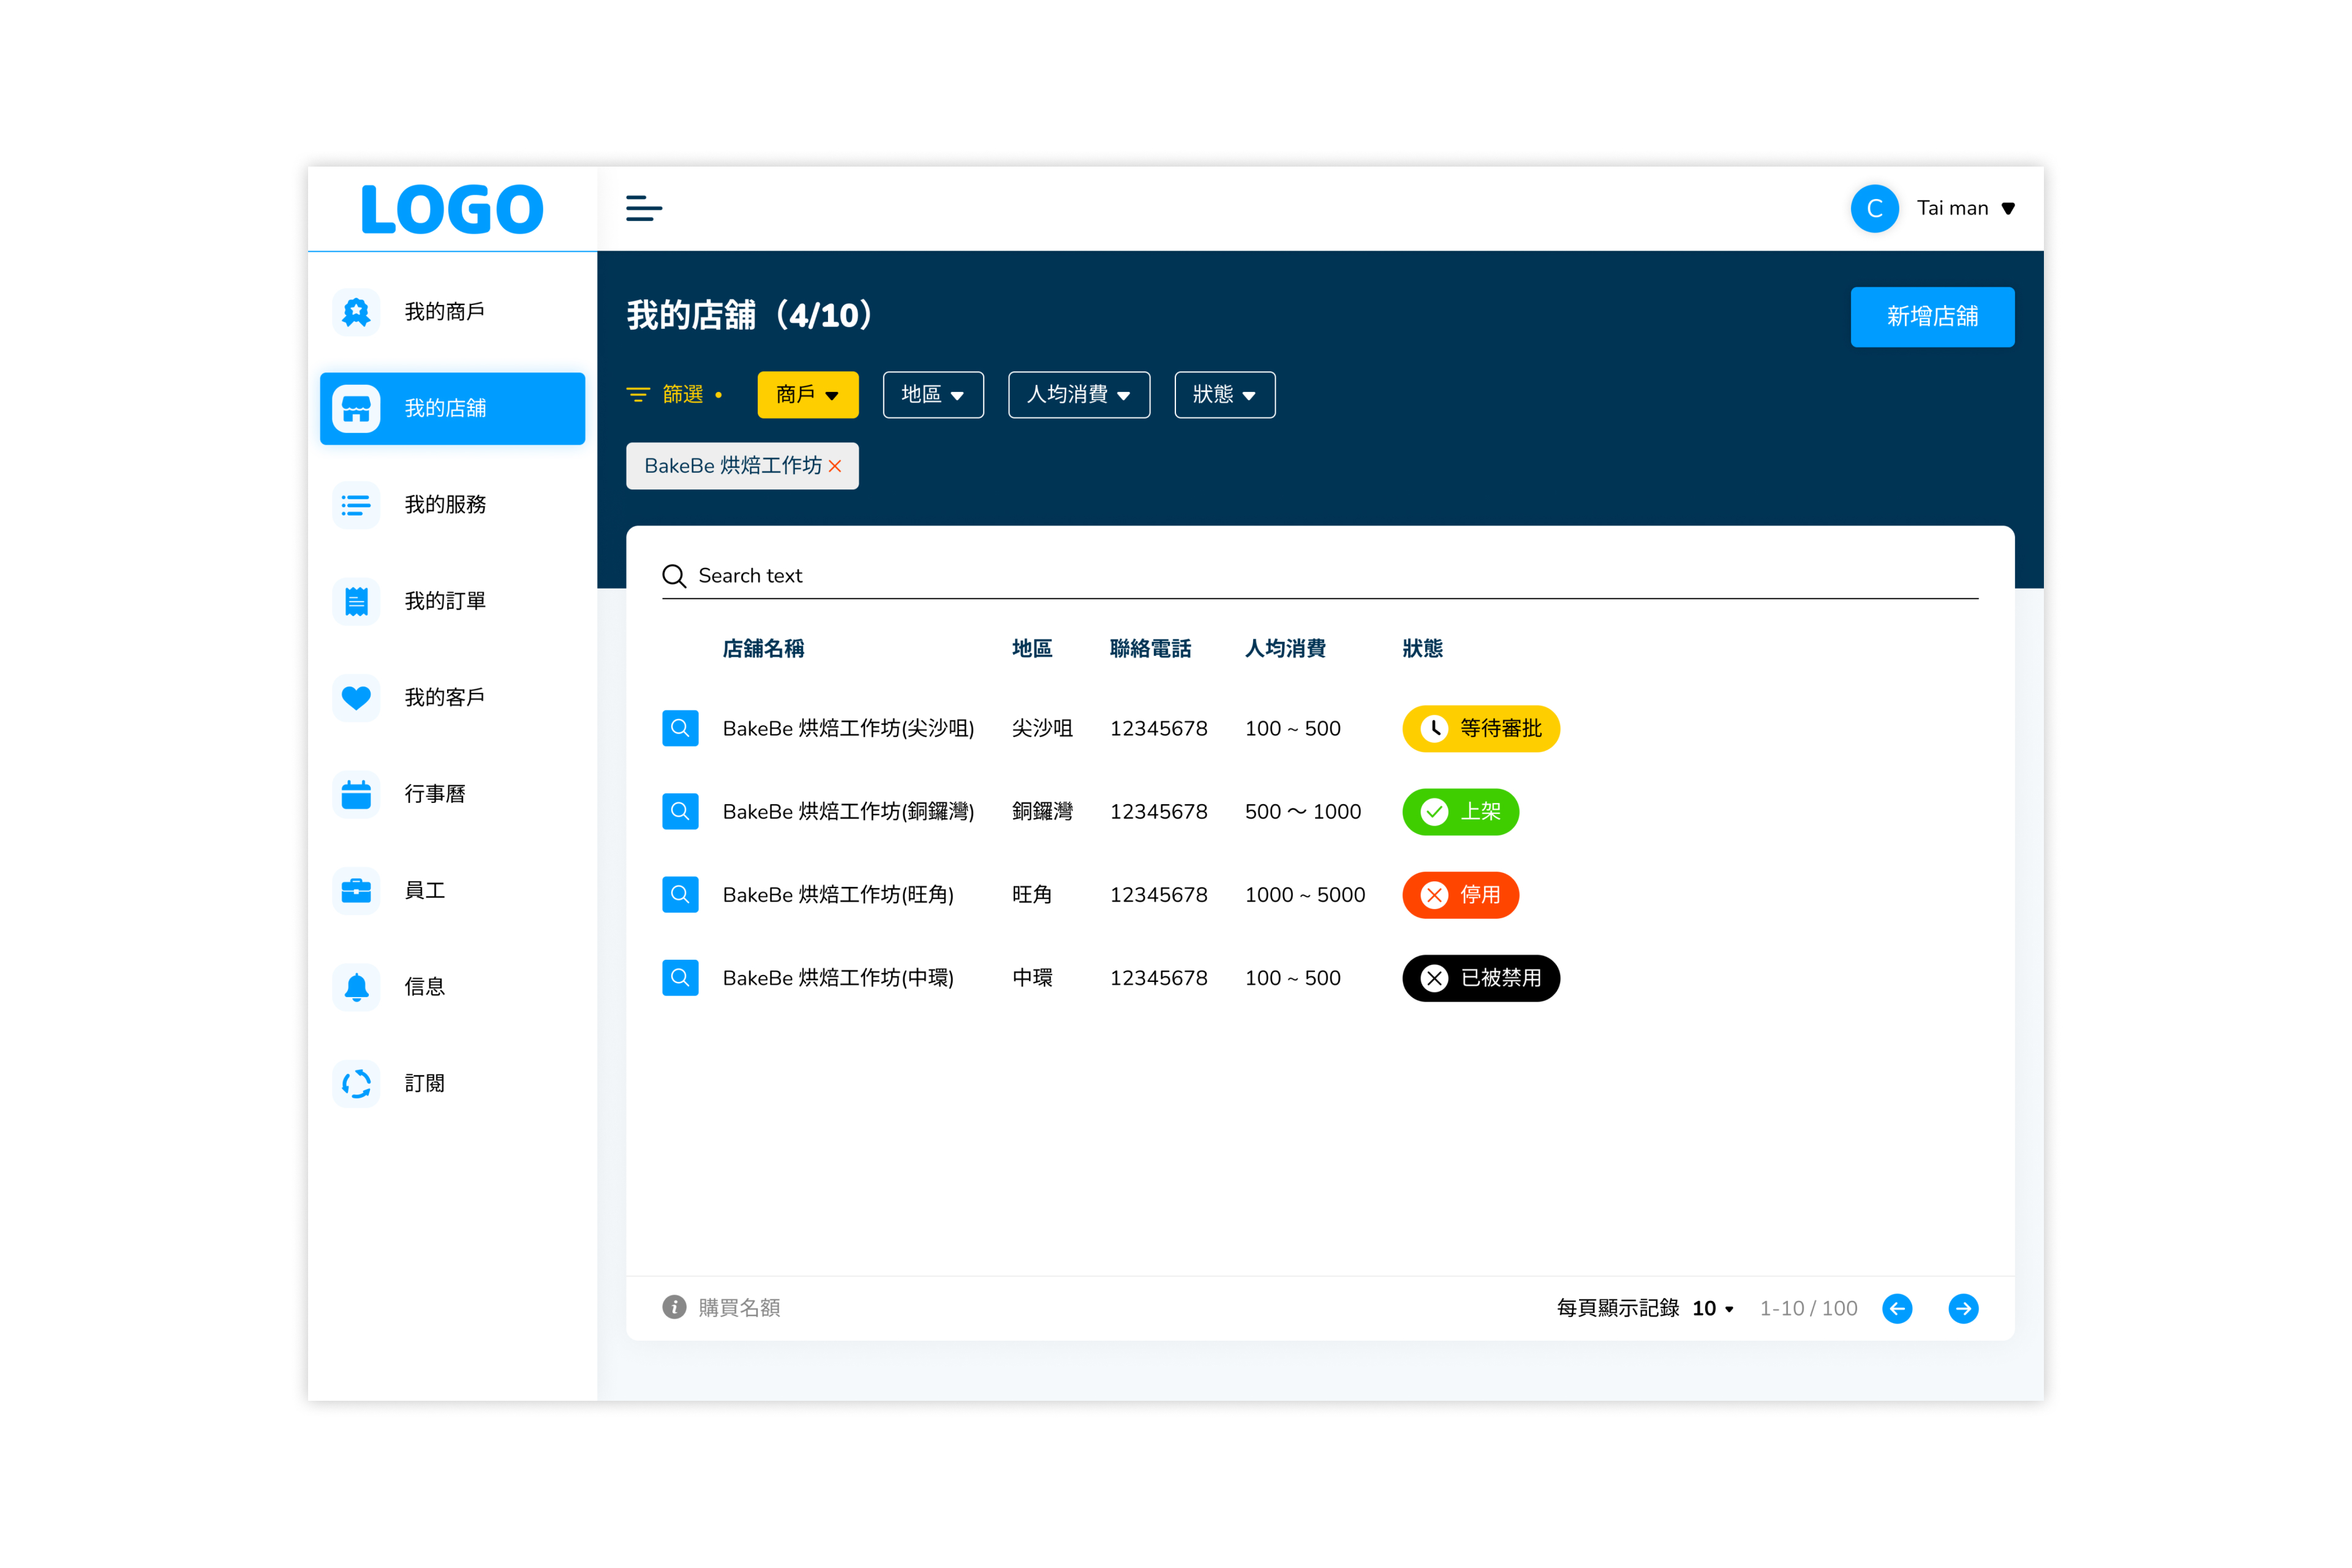 LOGO
C Tai man
我的商戶
我的店舖
我的服務
我的訂單
我的客戶
行事曆
員工
信息
訂閱
我的店舖（4/10）
新增店舖
篩選 • 商戶 地區 人均消費 狀態
BakeBe 烘焙工作坊
Search text
店舖名稱 地區 聯絡電話 人均消費 狀態
BakeBe 烘焙工作坊(尖沙咀) 尖沙咀 12345678 100 ~ 500 等待審批
BakeBe 烘焙工作坊(銅鑼灣) 銅鑼灣 12345678 500 〜 1000 上架
BakeBe 烘焙工作坊(旺角) 旺角 12345678 1000 ~ 5000 停用
BakeBe 烘焙工作坊(中環) 中環 12345678 100 ~ 500 已被禁用
購買名額 每頁顯示記錄 10 1-10 / 100